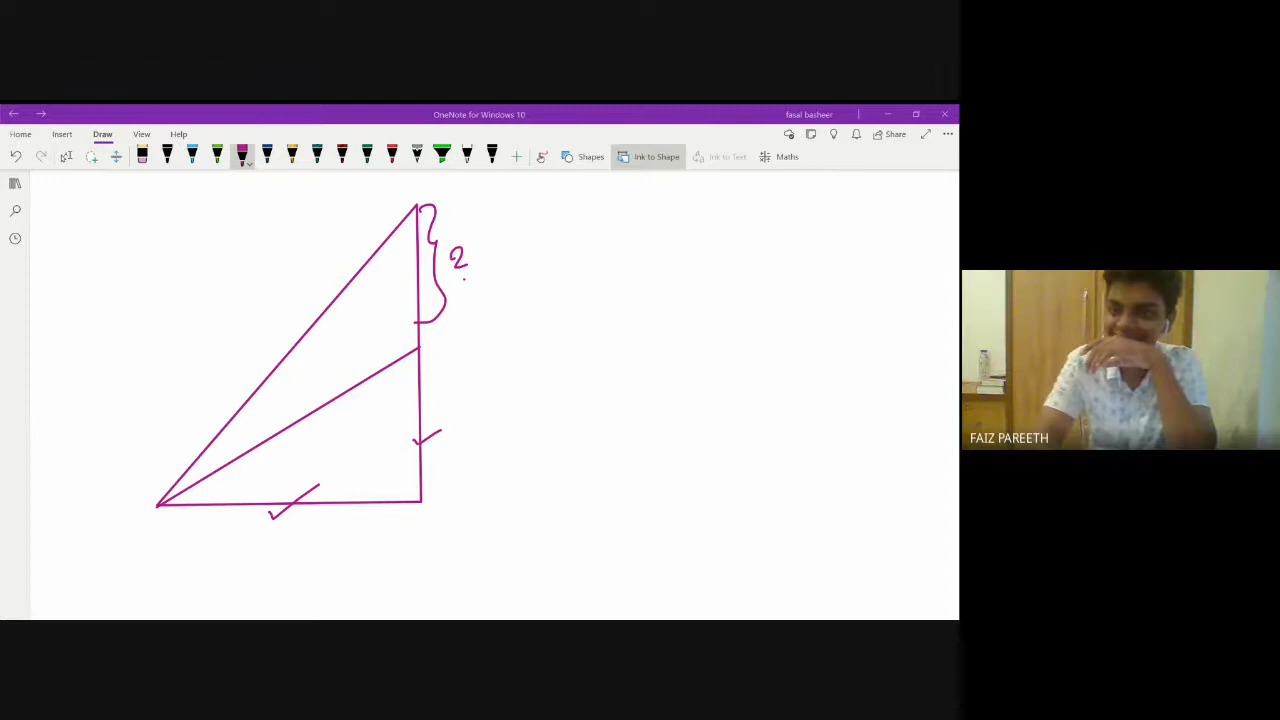 OneNote for Windows 10
fasal basheer
Home Insert Draw View Help
Share
Shapes
Ink to Shape
Ink to Text
Maths
?
FAIZ PAREETH